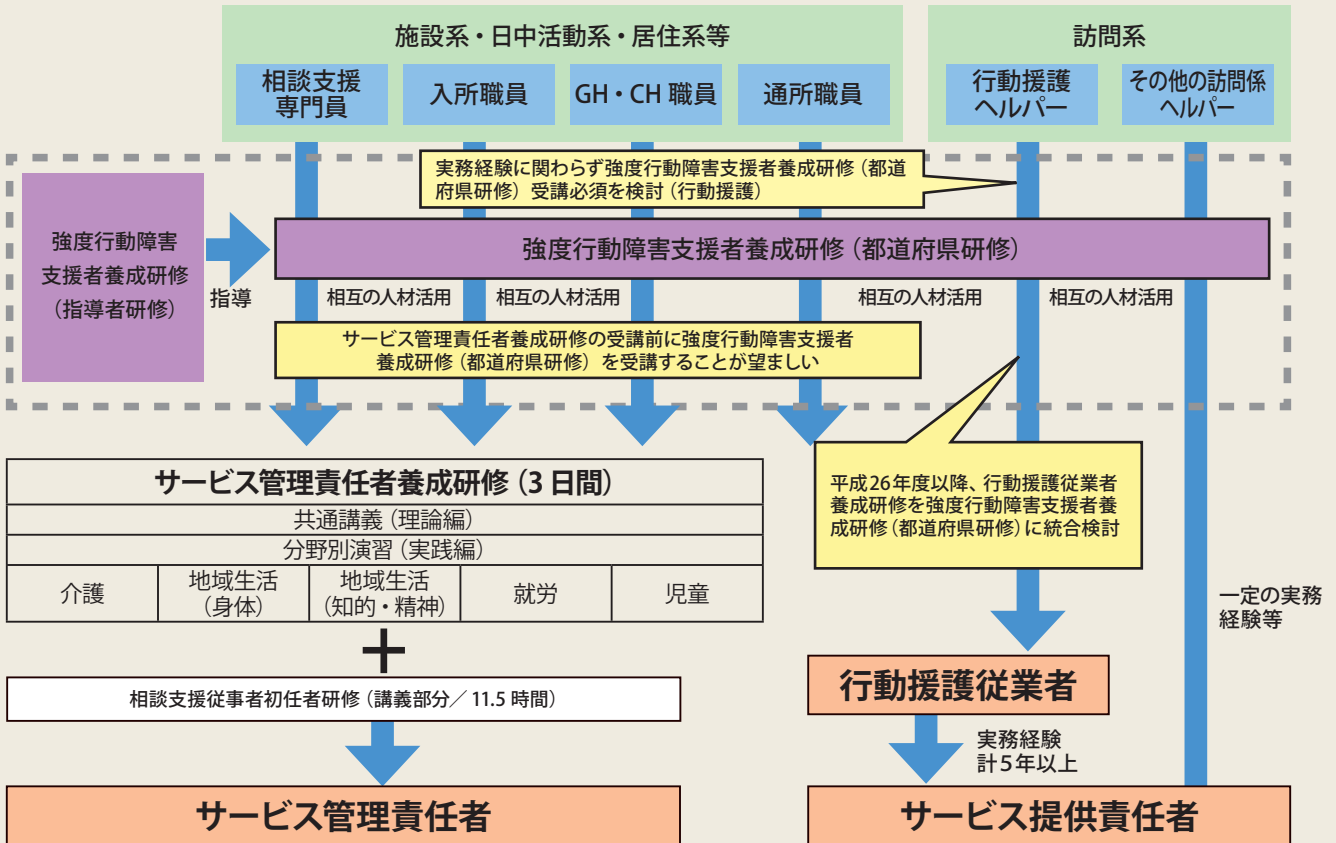 施設系・日中活動系・居住系等
訪問系
相談支援
専門員
入所職員
GH・CH 職員
通所職員
行動援護
ヘルパー
その他の訪問係
ヘルパー
実務経験に関わらず強度行動障害支援者養成研修（都道
府県研修）受講必須を検討（行動援護）
強度行動障害
支援者養成研修
（指導者研修）
指導
強度行動障害支援者養成研修（都道府県研修）
相互の人材活用
相互の人材活用
相互の人材活用
相互の人材活用
サービス管理責任者養成研修の受講前に強度行動障害支援者
養成研修（都道府県研修）を受講することが望ましい
サービス管理責任者養成研修（3 日間）
共通講義（理論編）
分野別演習（実践編）
介護
地域生活
（身体）
地域生活
（知的・精神）
就労
児童
平成26年度以降、行動援護従業者
養成研修を強度行動障害支援者養
成研修（都道府県研修）に統合検討
一定の実務
経験等
＋
相談支援従事者初任者研修（講義部分／ 11.5 時間）
行動援護従業者
実務経験
計5年以上
サービス管理責任者
サービス提供責任者